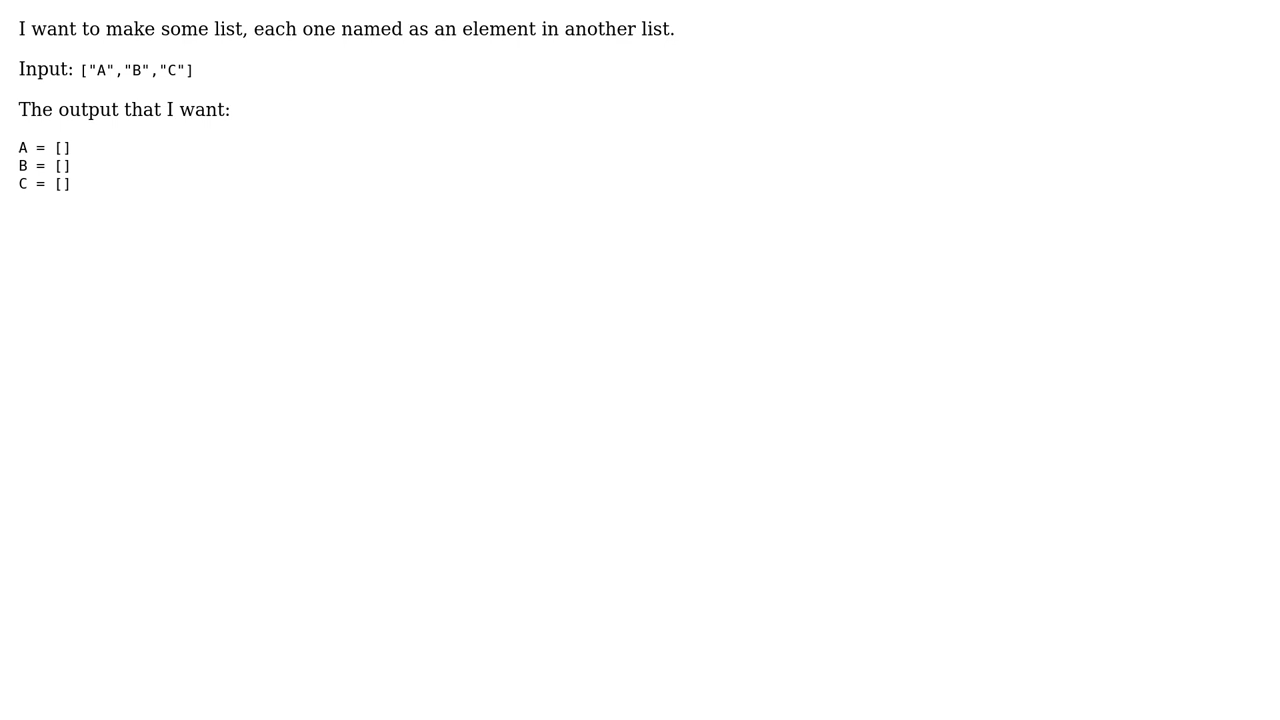 I want to make some list, each one named as an element in another list.
Input: ["A","B","C"]
The output that I want:
A = []
B = []
C = []